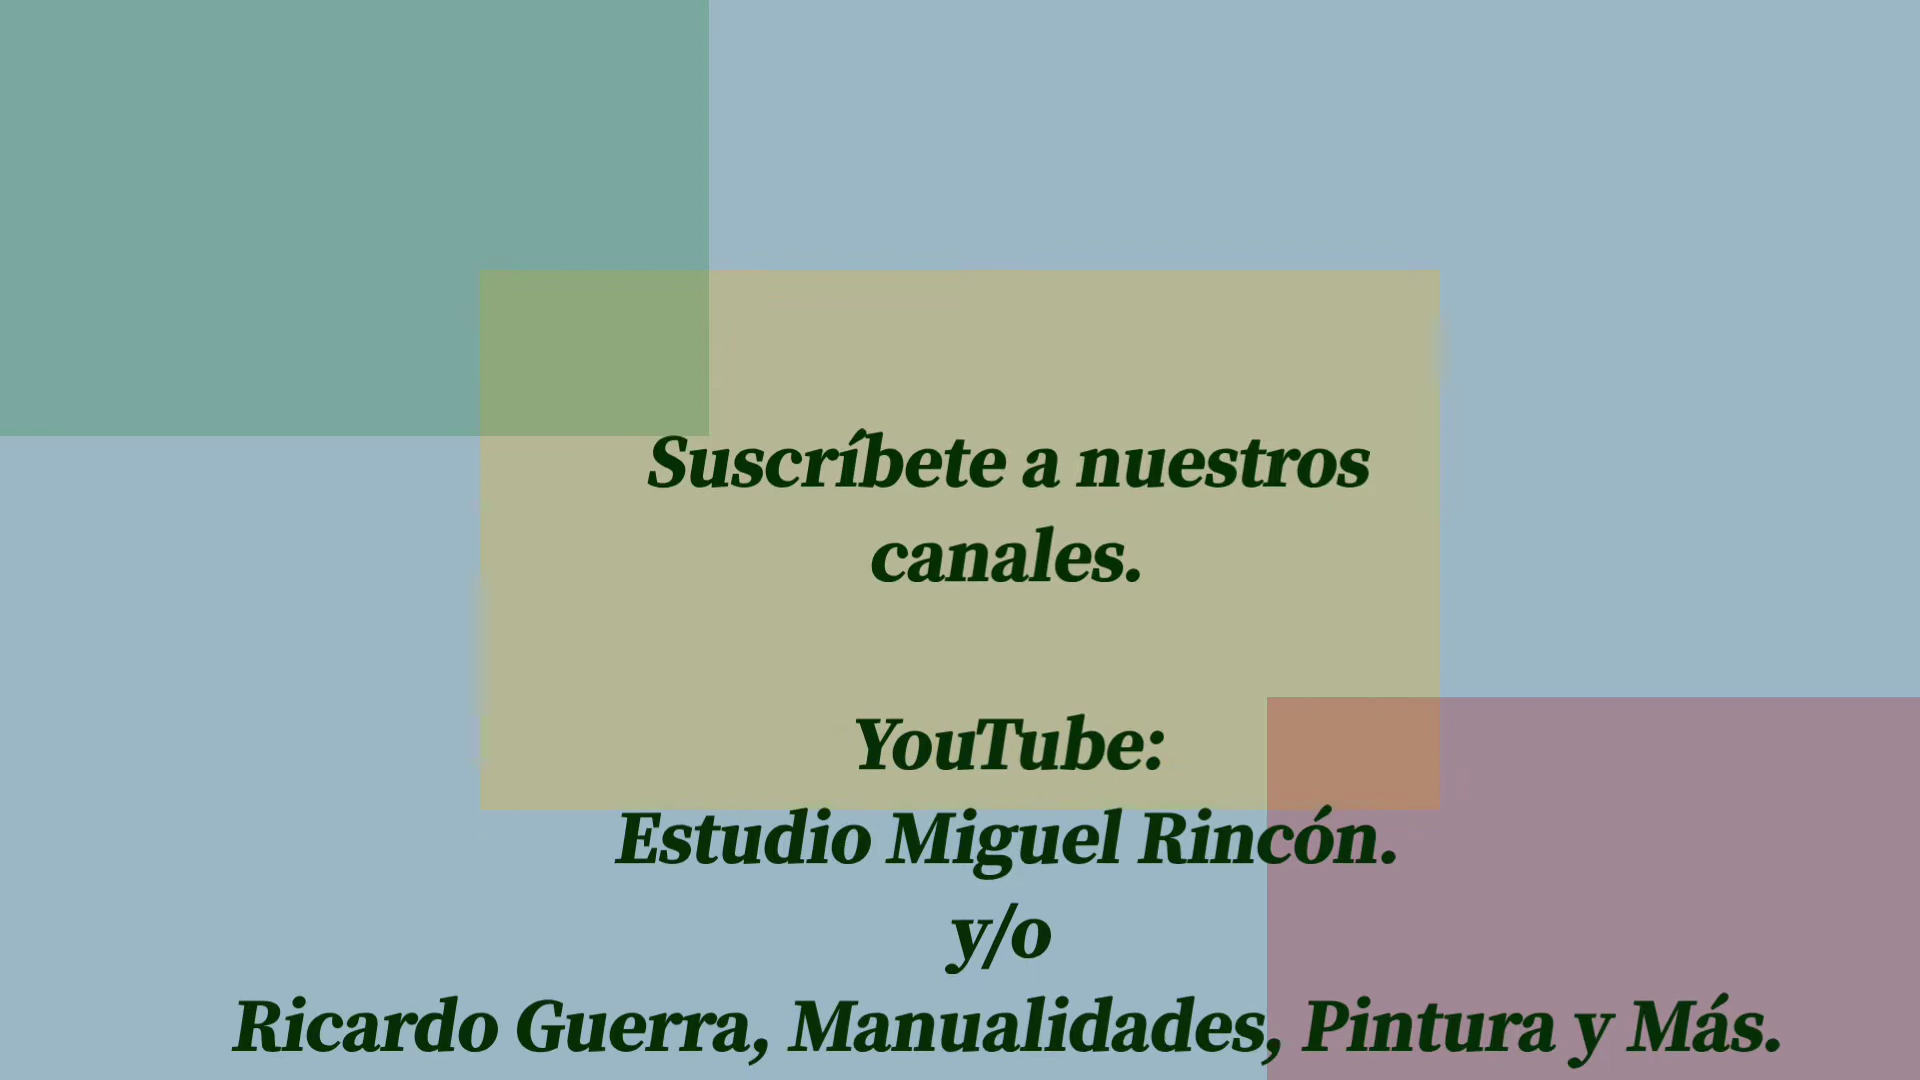 Suscríbete a nuestros
canales.
YouTube:
Estudio Miguel Rincón.
y/o
Ricardo Guerra, Manualidades, Pintura y Más.